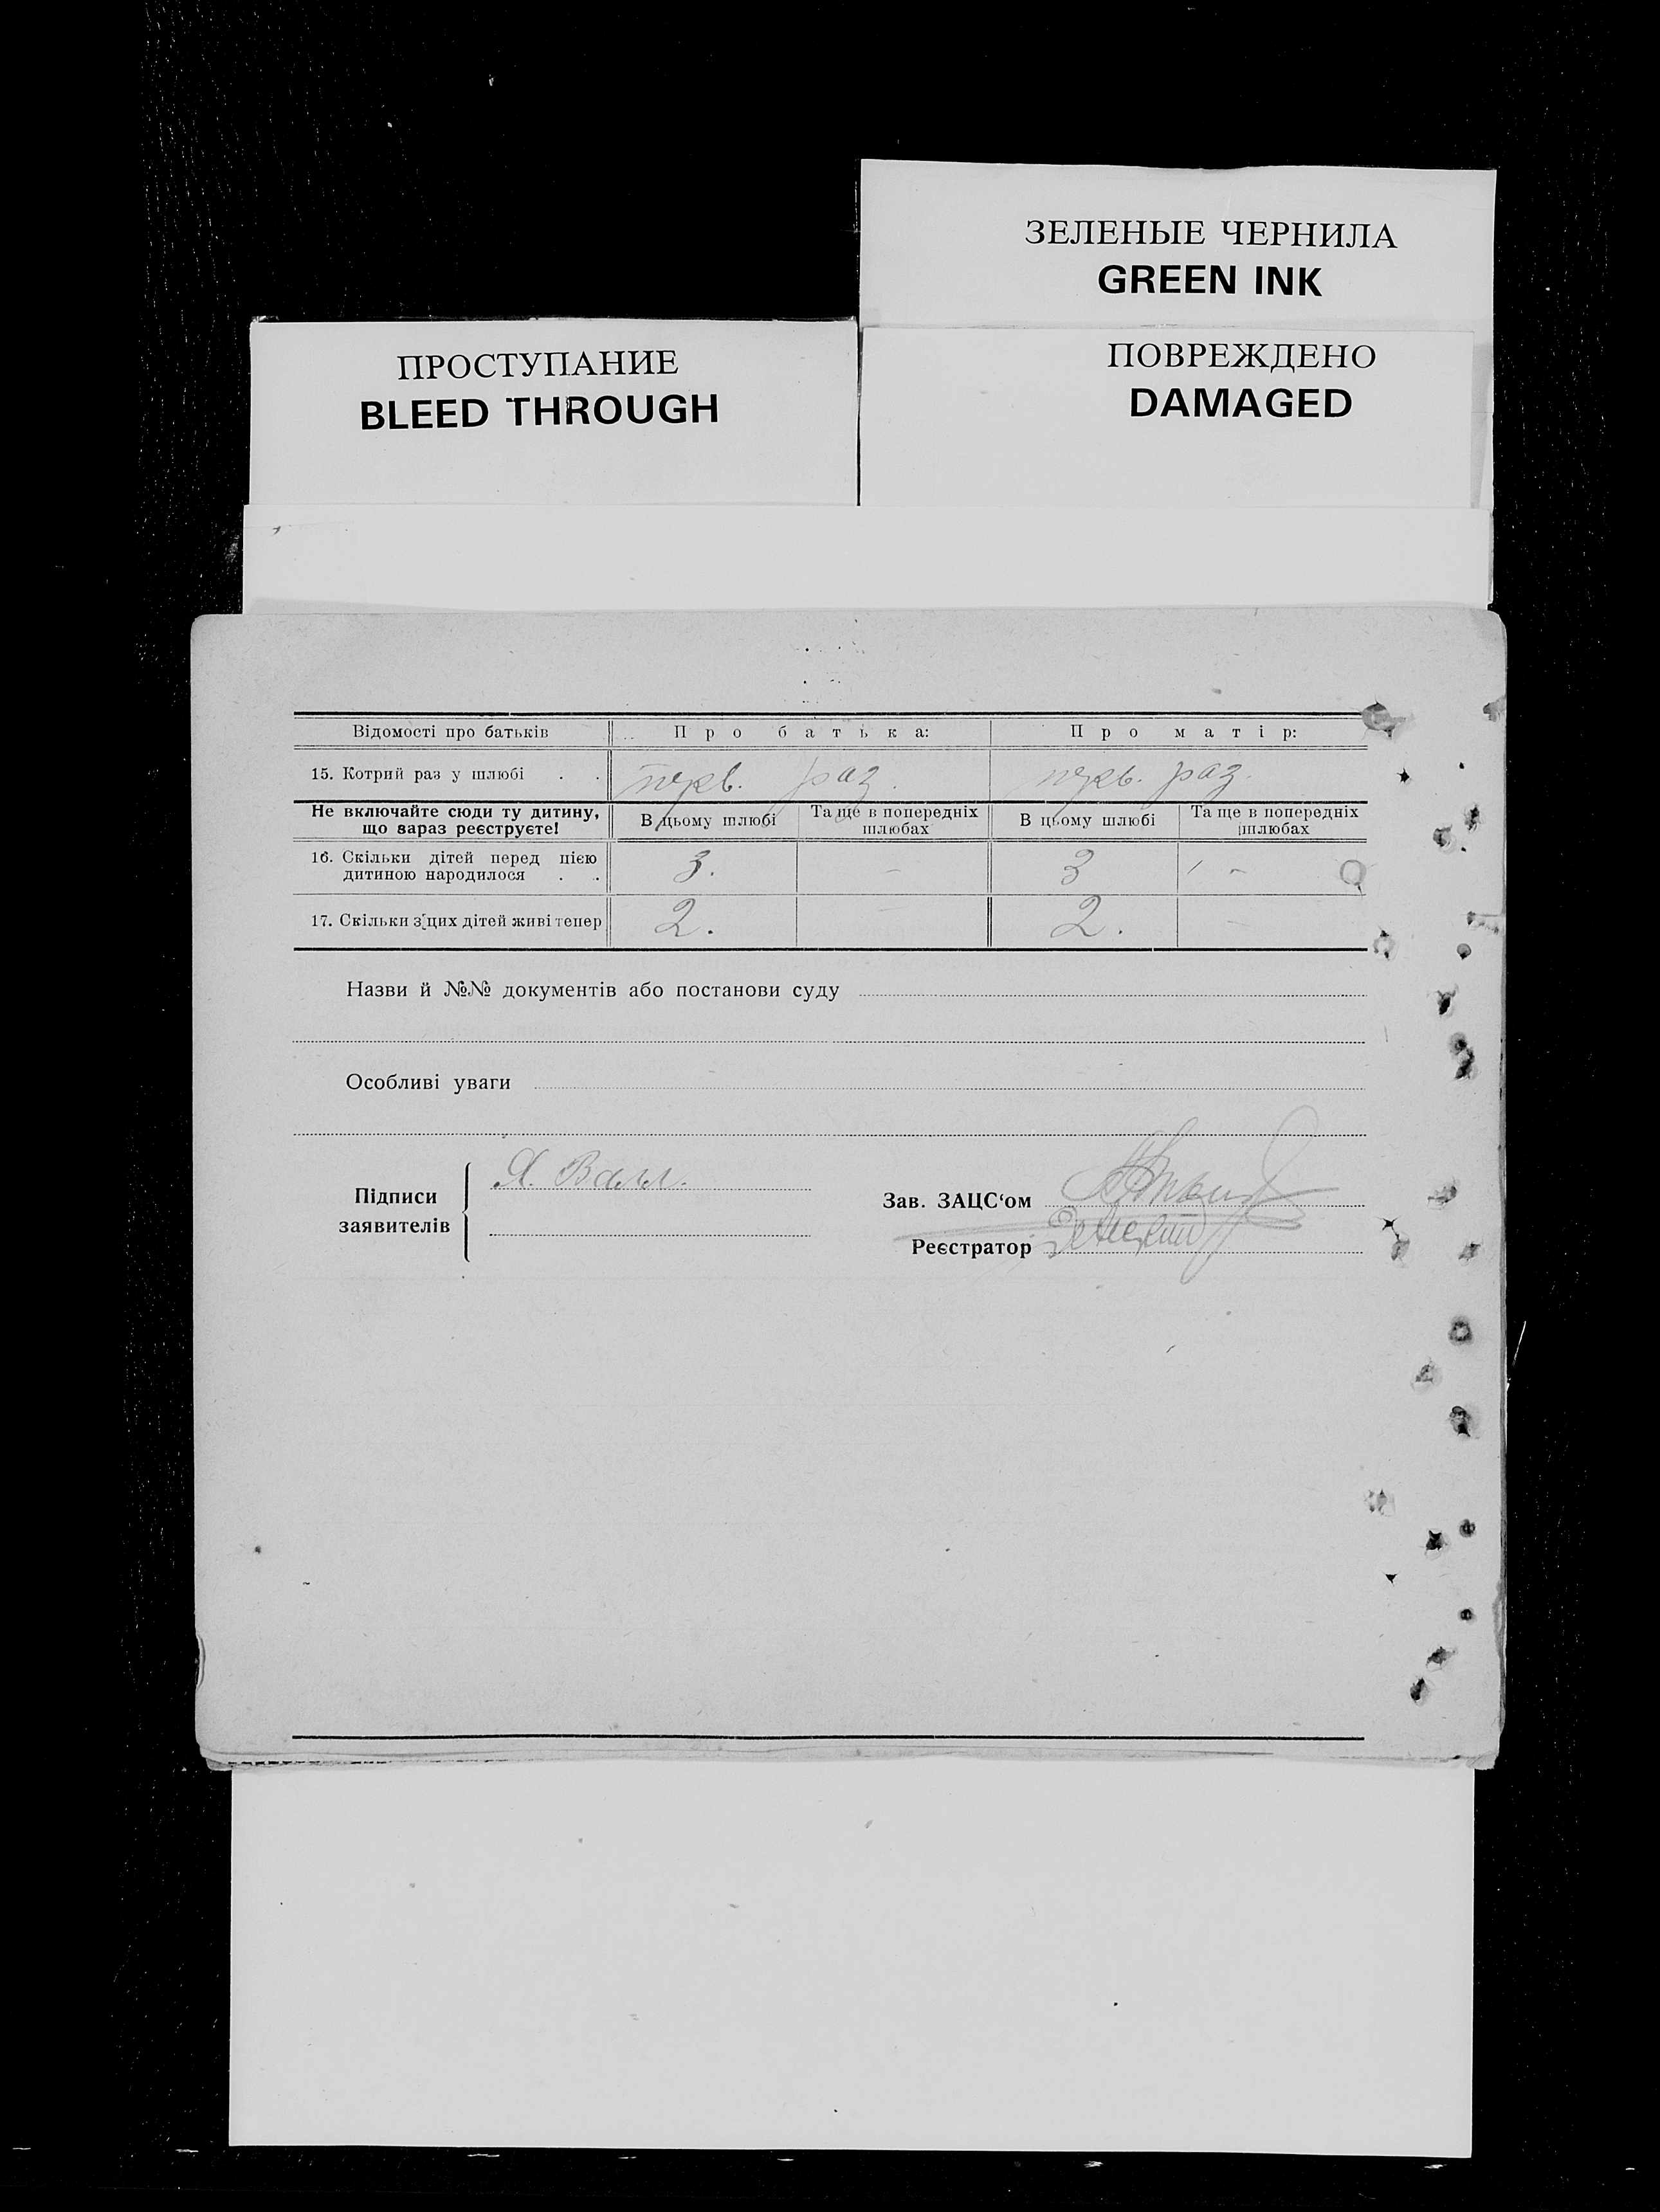 ЗЕЛЕНЫЕ ЧЕРНИЛА
GREEN INK
ПРОСТУПАНИЕ
BLEED THROUGH
ПОВРЕЖДЕНО
DAMAGED
Відомості про батьків Про батька: Про матір:
15. Котрий раз у шлюбі . . перв. раз. перв. раз.
Не включайте сюди ту дитину, що зараз реєструєте! В цьому шлюбі Та ще в попередніх шлюбах В цьому шлюбі Та ще в попередніх шлюбах
16. Скільки дітей перед цією
дитиною народилося . . 3. - 3 -
17. Скільки з цих дітей живі тепер 2. - 2. -
Назви й №№ документів або постанови суду
Особливі уваги
Підписи
заявителів
Я. Валл.
Зав. ЗАЦС‘ом
Реєстратор